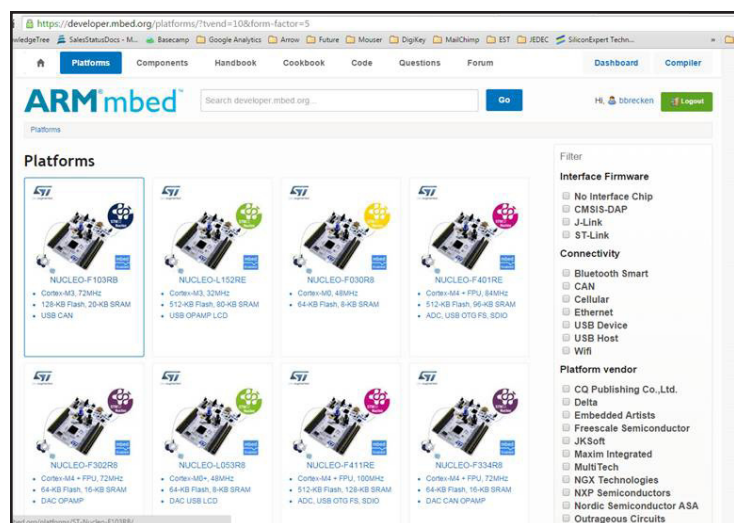 https://developer.mbed.org/platforms/?tvend=10&form-factor=5
wledgeTree SalesStatusDocs - M... Basecamp Google Analytics Arrow Future Mouser DigiKey MailChimp EST JEDEC SiliconExpert Techn... »
Platforms Components Handbook Cookbook Code Questions Forum Dashboard Compiler
ARM mbed Search developer.mbed.org... Go Hi, bbrecken Logout
Platforms
Platforms
NUCLEO-F103RB
Cortex-M3, 72MHz
128-KB Flash, 20-KB SRAM
USB CAN
NUCLEO-L152RE
Cortex-M3, 32MHz
512-KB Flash, 80-KB SRAM
USB OPAMP LCD
NUCLEO-F030R8
Cortex-M0, 48MHz
64-KB Flash, 8-KB SRAM
NUCLEO-F401RE
Cortex-M4 + FPU, 84MHz
512-KB Flash, 96-KB SRAM
ADC, USB OTG FS, SDIO
NUCLEO-F302R8
Cortex-M4 + FPU, 72MHz
64-KB Flash, 16-KB SRAM
DAC OPAMP
NUCLEO-L053R8
Cortex-M0+, 48MHz
64-KB Flash, 8-KB SRAM
DAC USB LCD
NUCLEO-F411RE
Cortex-M4 + FPU, 100MHz
512-KB Flash, 128-KB SRAM
ADC, USB OTG FS, SDIO
NUCLEO-F334R8
Cortex-M4 + FPU, 72MHz
64-KB Flash, 16-KB SRAM
DAC CAN OPAMP
Filter
Interface Firmware
No Interface Chip
CMSIS-DAP
J-Link
ST-Link
Connectivity
Bluetooth Smart
CAN
Cellular
Ethernet
USB Device
USB Host
Wifi
Platform vendor
CQ Publishing Co.,Ltd.
Delta
Embedded Artists
Freescale Semiconductor
JKSoft
Maxim Integrated
MultiTech
NGX Technologies
NXP Semiconductors
Nordic Semiconductor ASA
Outrageous Circuits